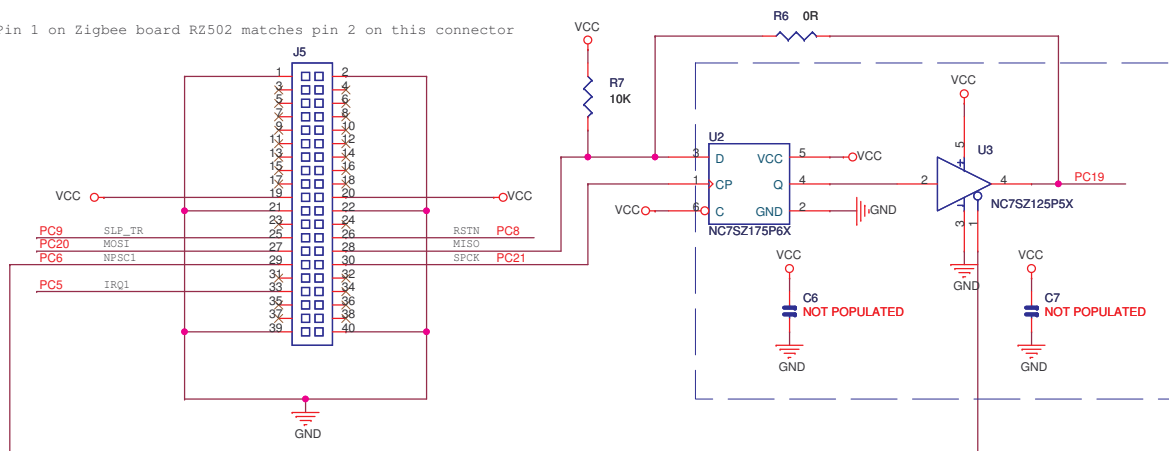 Pin 1 on Zigbee board RZ502 matches pin 2 on this connector
J5
1 2
3 4
5 6
7 8
9 10
11 12
13 14
15 16
17 18
VCC 19 20 VCC
21 22
23 24
PC9 SLP_TR 25 26 RSTN PC8
PC20 MOSI 27 28 MISO
PC6 NPSC1 29 30 SPCK PC21
31 32
PC5 IRQ1 33 34
35 36
37 38
39 40
GND
R6 0R
VCC
R7
10K
U2
3 D VCC 5 VCC
1 CP Q 4
VCC 6 C GND 2 GND
NC7SZ175P6X
VCC
5
U3
2 4 PC19
NC7SZ125P5X
3 1
GND
VCC
C6
NOT POPULATED
GND
VCC
C7
NOT POPULATED
GND